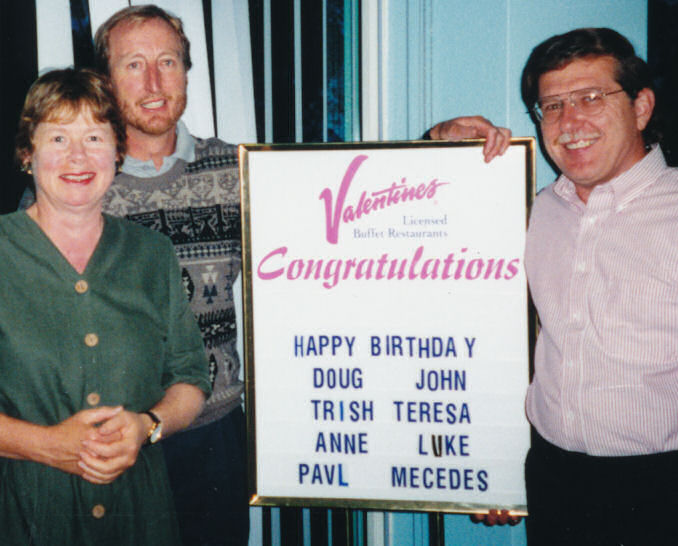 Valentines
Licensed
Buffet Restaurants
Congratulations
HAPPY BIRTHDAY
DOUG JOHN
TRISH TERESA
ANNE LUKE
PAVL MECEDES